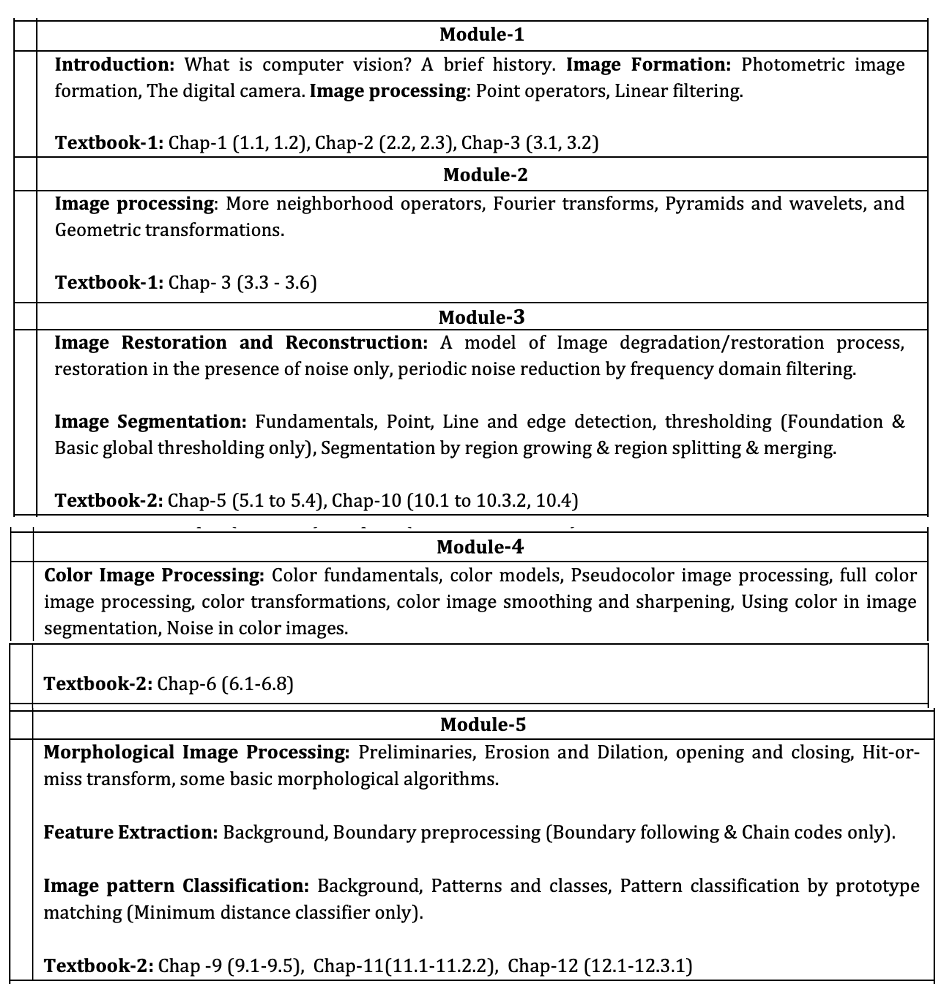 Module-1
Introduction: What is computer vision? A brief history. Image Formation: Photometric image
formation, The digital camera. Image processing: Point operators, Linear filtering.
Textbook-1: Chap-1 (1.1, 1.2), Chap-2 (2.2, 2.3), Chap-3 (3.1, 3.2)
Module-2
Image processing: More neighborhood operators, Fourier transforms, Pyramids and wavelets, and
Geometric transformations.
Textbook-1: Chap- 3 (3.3 - 3.6)
Module-3
Image Restoration and Reconstruction: A model of Image degradation/restoration process,
restoration in the presence of noise only, periodic noise reduction by frequency domain filtering.
Image Segmentation: Fundamentals, Point, Line and edge detection, thresholding (Foundation &
Basic global thresholding only), Segmentation by region growing & region splitting & merging.
Textbook-2: Chap-5 (5.1 to 5.4), Chap-10 (10.1 to 10.3.2, 10.4)
Module-4
Color Image Processing: Color fundamentals, color models, Pseudocolor image processing, full color
image processing, color transformations, color image smoothing and sharpening, Using color in image
segmentation, Noise in color images.
Textbook-2: Chap-6 (6.1-6.8)
Module-5
Morphological Image Processing: Preliminaries, Erosion and Dilation, opening and closing, Hit-or-
miss transform, some basic morphological algorithms.
Feature Extraction: Background, Boundary preprocessing (Boundary following & Chain codes only).
Image pattern Classification: Background, Patterns and classes, Pattern classification by prototype
matching (Minimum distance classifier only).
Textbook-2: Chap -9 (9.1-9.5), Chap-11(11.1-11.2.2), Chap-12 (12.1-12.3.1)